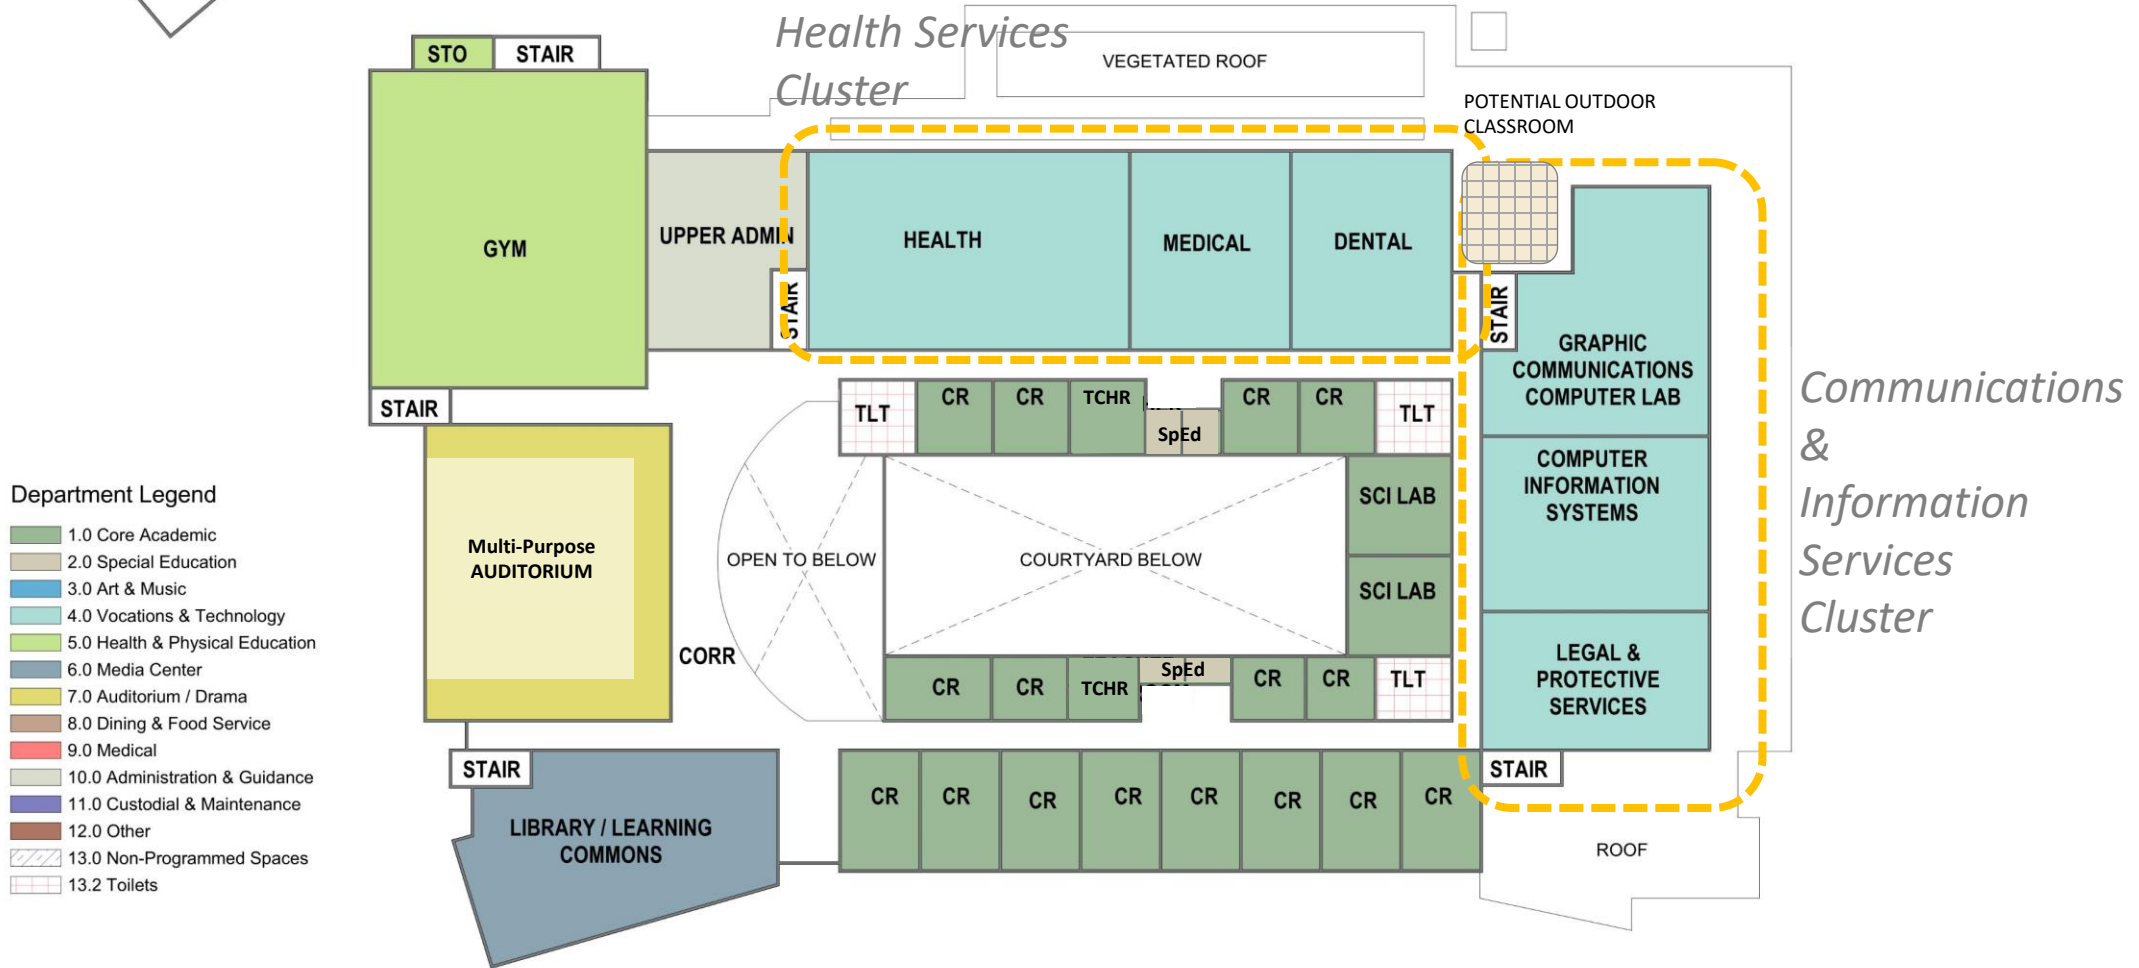 Health Services
Cluster
STO
STAIR
VEGETATED ROOF
POTENTIAL OUTDOOR
CLASSROOM
GYM
UPPER ADMIN
HEALTH
MEDICAL
DENTAL
STAIR
STAIR
GRAPHIC
COMMUNICATIONS
COMPUTER LAB
STAIR
TLT
CR
CR
TCHR
SpEd
CR
CR
TLT
Communications
&
Information
Services
Cluster
COMPUTER
INFORMATION
SYSTEMS
SCI LAB
Department Legend
1.0 Core Academic
2.0 Special Education
3.0 Art & Music
4.0 Vocations & Technology
5.0 Health & Physical Education
6.0 Media Center
7.0 Auditorium / Drama
8.0 Dining & Food Service
9.0 Medical
10.0 Administration & Guidance
11.0 Custodial & Maintenance
12.0 Other
13.0 Non-Programmed Spaces
13.2 Toilets
Multi-Purpose
AUDITORIUM
OPEN TO BELOW
COURTYARD BELOW
SCI LAB
CORR
CR
CR
TCHR
SpEd
CR
CR
TLT
LEGAL &
PROTECTIVE
SERVICES
STAIR
STAIR
LIBRARY / LEARNING
COMMONS
CR
CR
CR
CR
CR
CR
CR
CR
ROOF